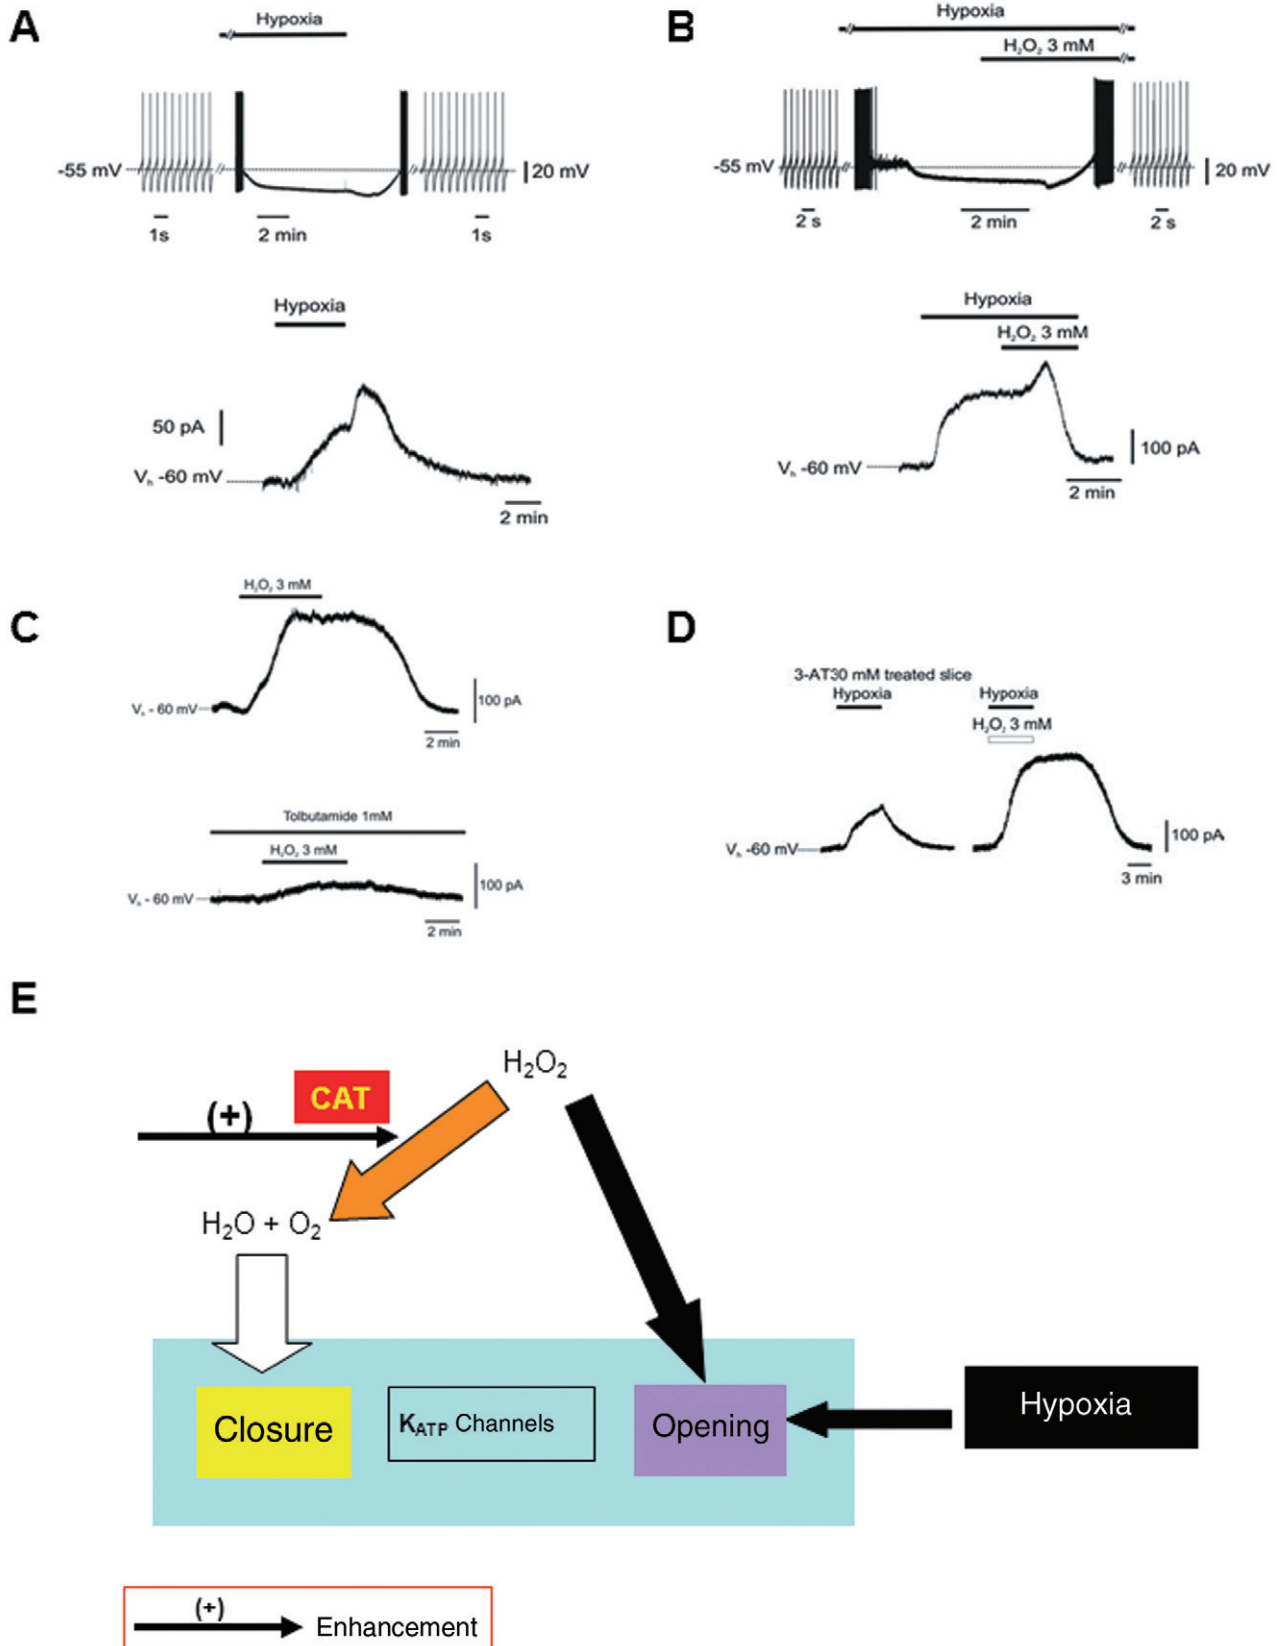 A
Hypoxia
-55 mV
20 mV
1s
2 min
1s
Hypoxia
50 pA
Vₕ -60 mV
2 min
B
Hypoxia
H₂O₂ 3 mM
-55 mV
20 mV
2 s
2 min
2 s
Hypoxia
H₂O₂ 3 mM
Vₕ -60 mV
100 pA
2 min
C
H₂O₂ 3 mM
Vₕ - 60 mV
100 pA
2 min
Tolbutamide 1mM
H₂O₂ 3 mM
Vₕ - 60 mV
100 pA
2 min
D
3-AT30 mM treated slice
Hypoxia
Hypoxia
H₂O₂ 3 mM
Vₕ -60 mV
100 pA
3 min
E
H₂O₂
CAT
(+)
H₂O + O₂
Closure
K_ATP Channels
Opening
Hypoxia
(+)
Enhancement